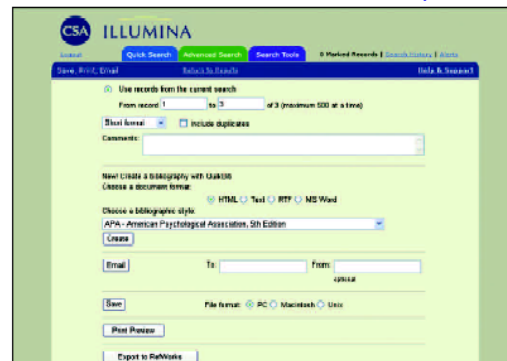 CSA ILLUMINA
Logout Quick Search Advanced Search Search Tools 0 Marked Records | Search History | Alerts
Save, Print, Email Return to Results Help & Support
Use records from the current search
From record 1 to 3 of 3 (maximum 500 at a time)
Short format Include duplicates
Comments:
New! Create a bibliography with QuikBib
Choose a document format:
HTML Text RTF MS Word
Choose a bibliographic style:
APA - American Psychological Association, 5th Edition
Create
Email To: From:
optional
Save File format: PC Macintosh Unix
Print Preview
Export to RefWorks